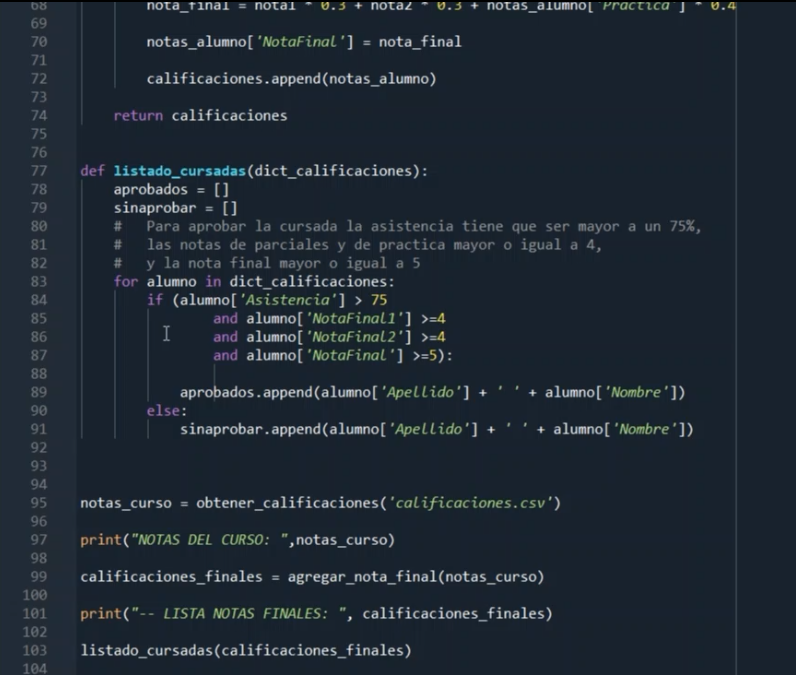 68 nota_final = nota1 * 0.3 + nota2 * 0.3 + notas_alumno['Practica'] * 0.4
69
70 notas_alumno['NotaFinal'] = nota_final
71
72 calificaciones.append(notas_alumno)
73
74 return calificaciones
75
76
77 def listado_cursadas(dict_calificaciones):
78 aprobados = []
79 sinaprobar = []
80 # Para aprobar la cursada la asistencia tiene que ser mayor a un 75%,
81 # las notas de parciales y de practica mayor o igual a 4,
82 # y la nota final mayor o igual a 5
83 for alumno in dict_calificaciones:
84 if (alumno['Asistencia'] > 75
85 and alumno['NotaFinal1'] >=4
86 and alumno['NotaFinal2'] >=4
87 and alumno['NotaFinal'] >=5):
88
89 aprobados.append(alumno['Apellido'] + ' ' + alumno['Nombre'])
90 else:
91 sinaprobar.append(alumno['Apellido'] + ' ' + alumno['Nombre'])
92
93
94
95 notas_curso = obtener_calificaciones('calificaciones.csv')
96
97 print("NOTAS DEL CURSO: ",notas_curso)
98
99 calificaciones_finales = agregar_nota_final(notas_curso)
100
101 print("-- LISTA NOTAS FINALES: ", calificaciones_finales)
102
103 listado_cursadas(calificaciones_finales)
104